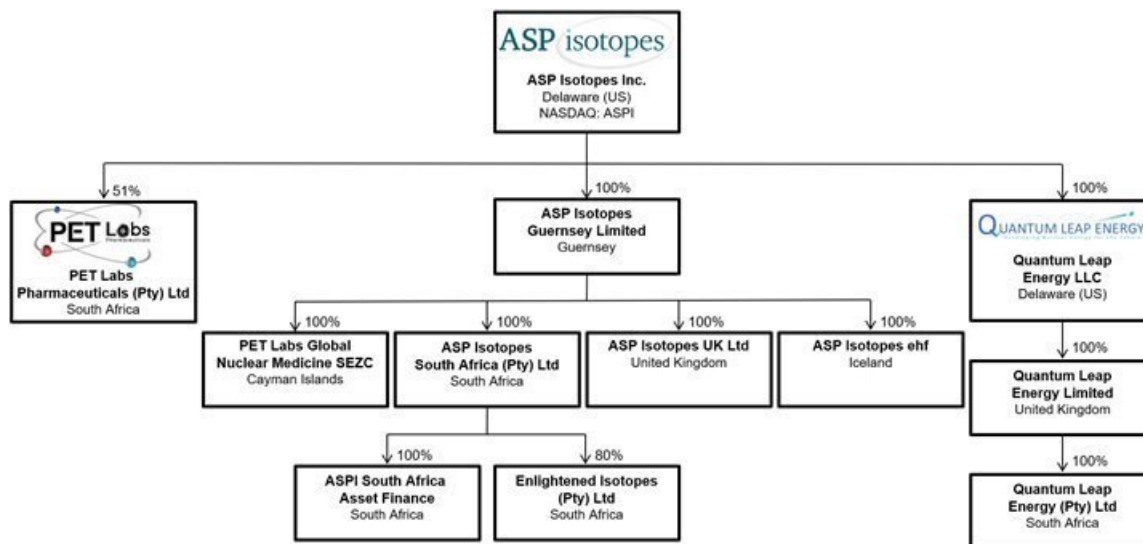 ASP isotopes
ASP Isotopes Inc.
Delaware (US)
NASDAQ: ASPI
51%
100%
100%
PET Labs
Pharmaceuticals
PET Labs
Pharmaceuticals (Pty) Ltd
South Africa
ASP Isotopes
Guernsey Limited
Guernsey
QUANTUM LEAP ENERGY
Quantum Leap
Energy LLC
Delaware (US)
100%
100%
100%
100%
100%
PET Labs Global
Nuclear Medicine SEZC
Cayman Islands
ASP Isotopes
South Africa (Pty) Ltd
South Africa
ASP Isotopes UK Ltd
United Kingdom
ASP Isotopes ehf
Iceland
Quantum Leap
Energy Limited
United Kingdom
100%
80%
100%
ASPI South Africa
Asset Finance
South Africa
Enlightened Isotopes
(Pty) Ltd
South Africa
Quantum Leap
Energy (Pty) Ltd
South Africa